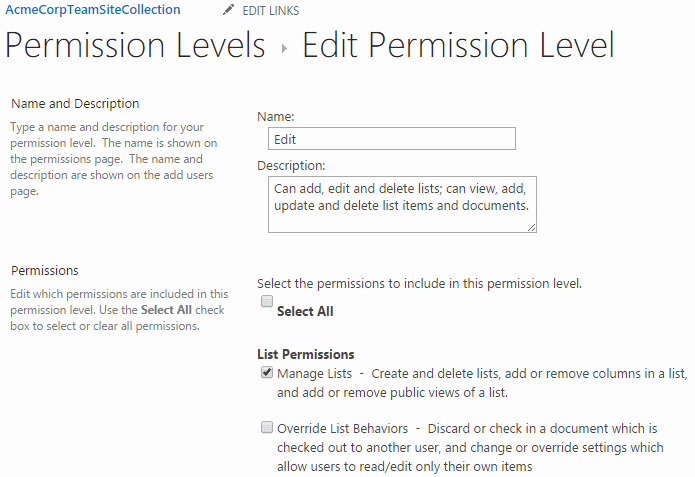 AcmeCorpTeamSiteCollection EDIT LINKS
Permission Levels ▸ Edit Permission Level
Name and Description
Type a name and description for your
permission level. The name is shown on
the permissions page. The name and
description are shown on the add users
page.
Name:
Edit
Description:
Can add, edit and delete lists; can view, add,
update and delete list items and documents.
Permissions
Edit which permissions are included in this
permission level. Use the Select All check
box to select or clear all permissions.
Select the permissions to include in this permission level.
Select All
List Permissions
Manage Lists - Create and delete lists, add or remove columns in a list,
and add or remove public views of a list.
Override List Behaviors - Discard or check in a document which is
checked out to another user, and change or override settings which
allow users to read/edit only their own items